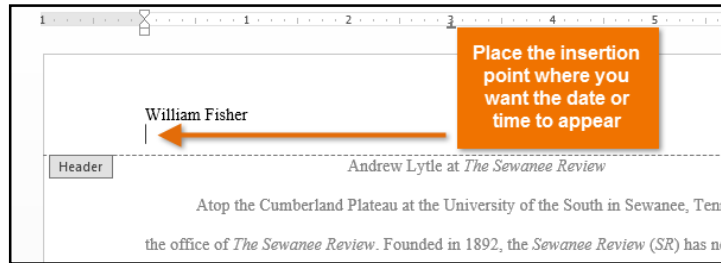 1 1 2 3 4 5
Place the insertion
point where you
want the date or
time to appear
William Fisher
Header
Andrew Lytle at The Sewanee Review
Atop the Cumberland Plateau at the University of the South in Sewanee, Ten
the office of The Sewanee Review. Founded in 1892, the Sewanee Review (SR) has n